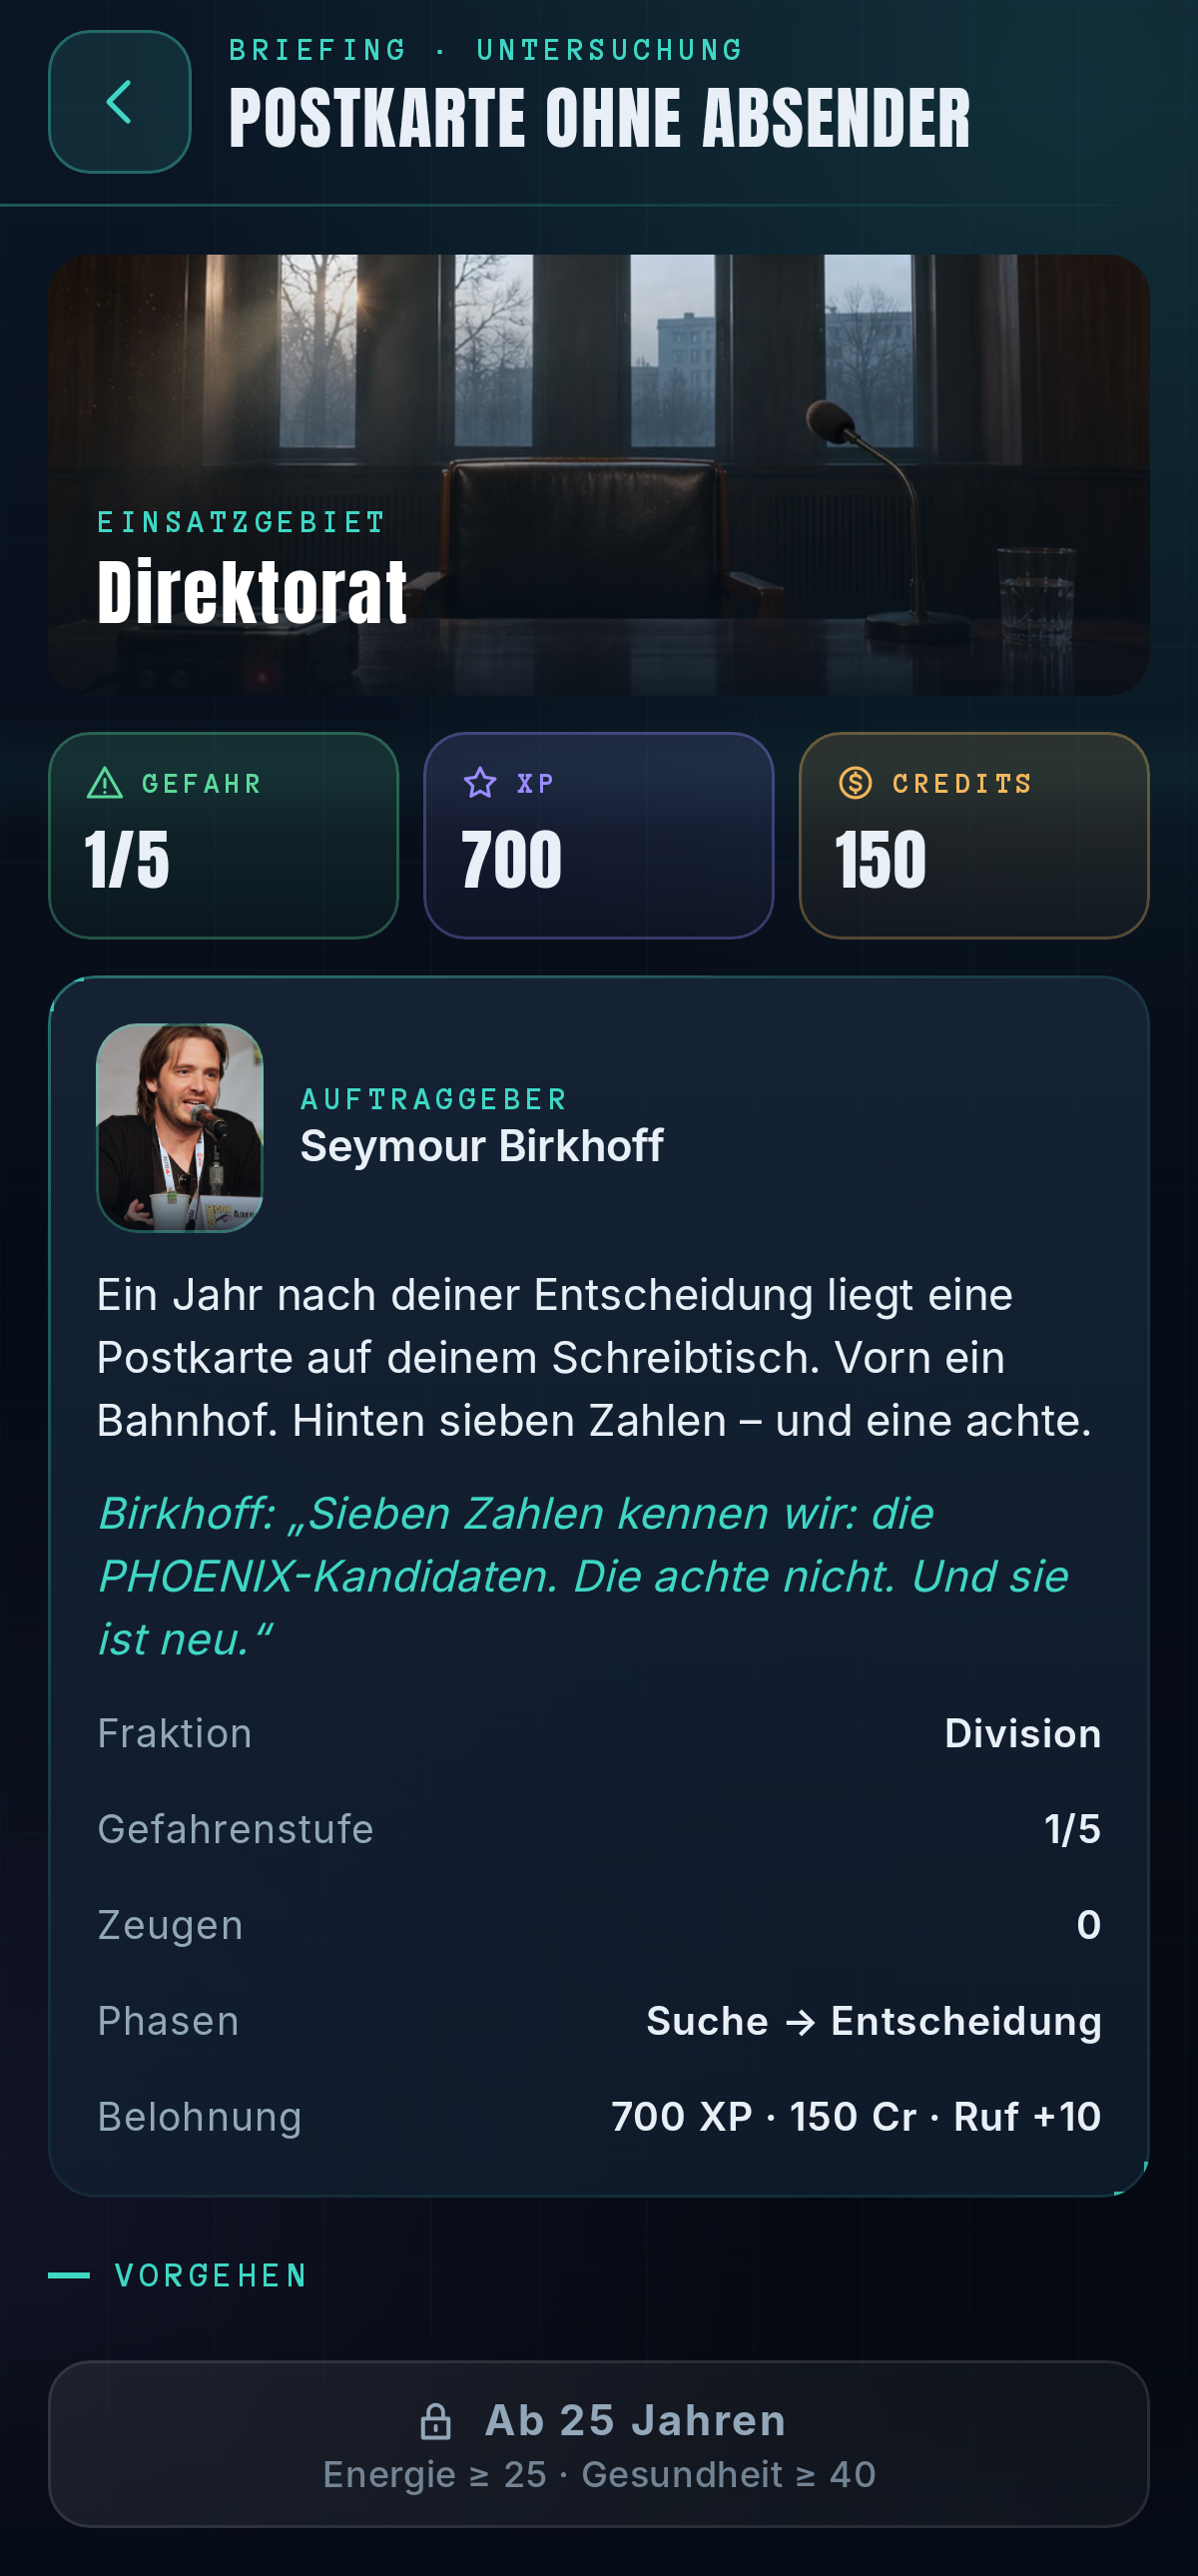 BRIEFING · UNTERSUCHUNG
POSTKARTE OHNE ABSENDER
EINSATZGEBIET
Direktorat
GEFAHR
1/5
XP
700
CREDITS
150
AUFTRAGGEBER
Seymour Birkhoff
Ein Jahr nach deiner Entscheidung liegt eine
Postkarte auf deinem Schreibtisch. Vorn ein
Bahnhof. Hinten sieben Zahlen – und eine achte.
Birkhoff: „Sieben Zahlen kennen wir: die
PHOENIX-Kandidaten. Die achte nicht. Und sie
ist neu.“
Fraktion Division
Gefahrenstufe 1/5
Zeugen 0
Phasen Suche → Entscheidung
Belohnung 700 XP · 150 Cr · Ruf +10
VORGEHEN
Ab 25 Jahren
Energie ≥ 25 · Gesundheit ≥ 40